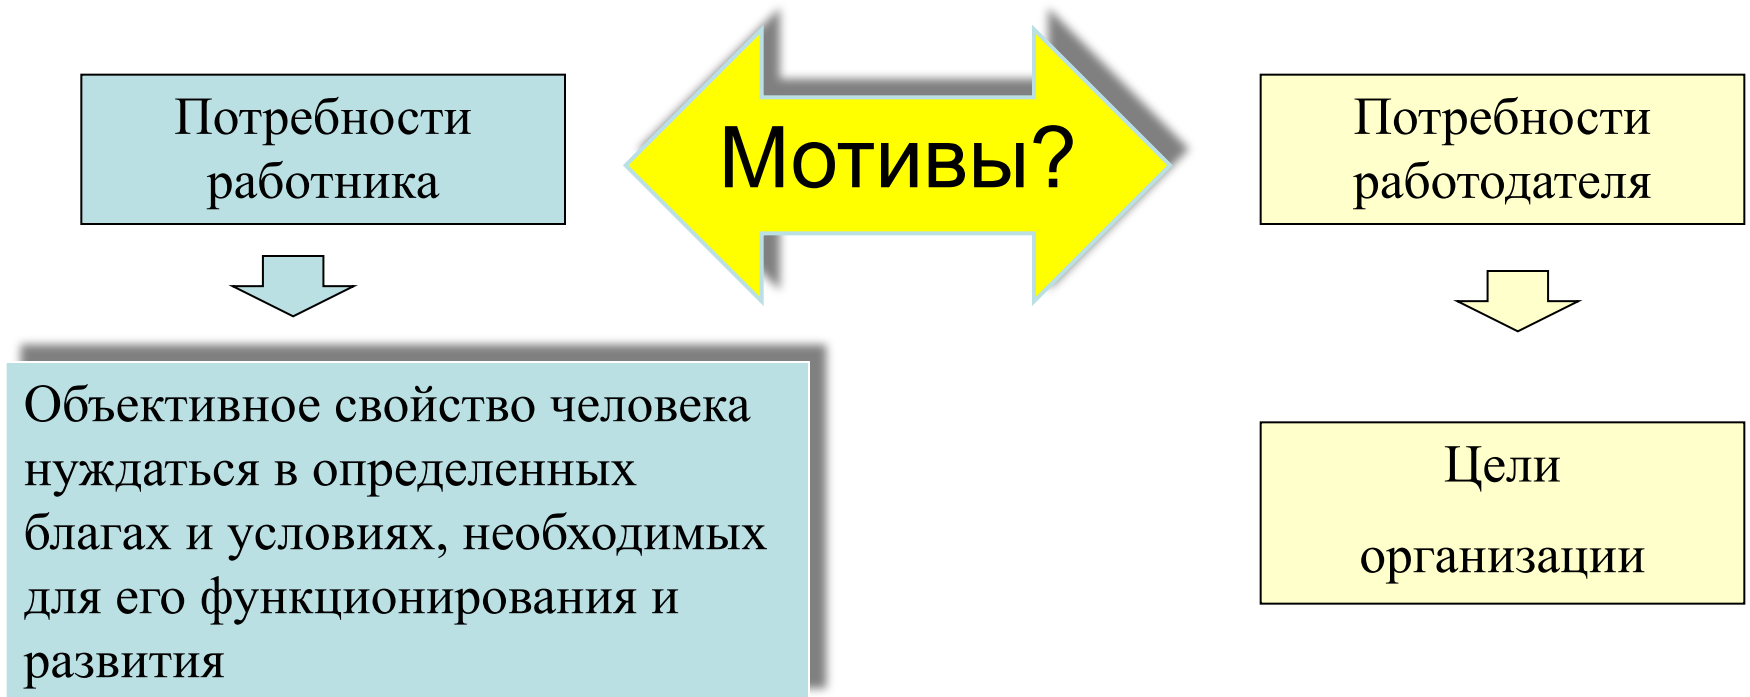 Потребности
работника
Мотивы?
Потребности
работодателя
Объективное свойство человека
нуждаться в определенных
благах и условиях, необходимых
для его функционирования и
развития
Цели
организации